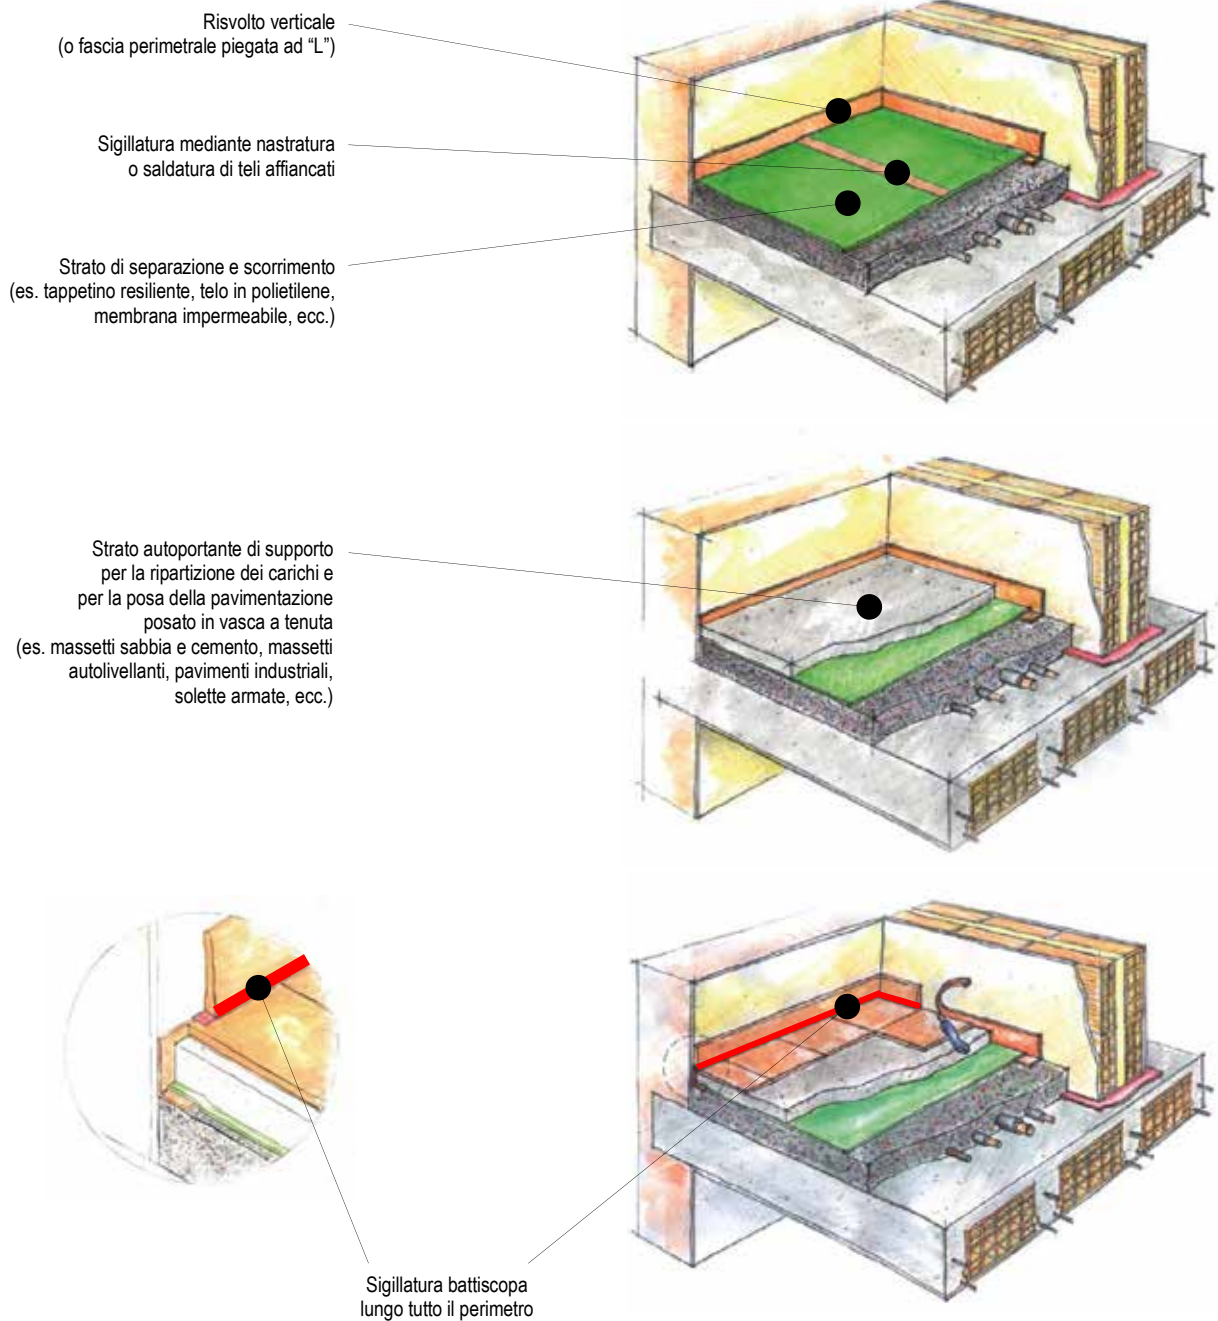 Risvolto verticale
(o fascia perimetrale piegata ad “L”)
Sigillatura mediante nastratura
o saldatura di teli affiancati
Strato di separazione e scorrimento
(es. tappetino resiliente, telo in polietilene,
membrana impermeabile, ecc.)
Strato autoportante di supporto
per la ripartizione dei carichi e
per la posa della pavimentazione
posato in vasca a tenuta
(es. massetti sabbia e cemento, massetti
autolivellanti, pavimenti industriali,
solette armate, ecc.)
Sigillatura battiscopa
lungo tutto il perimetro